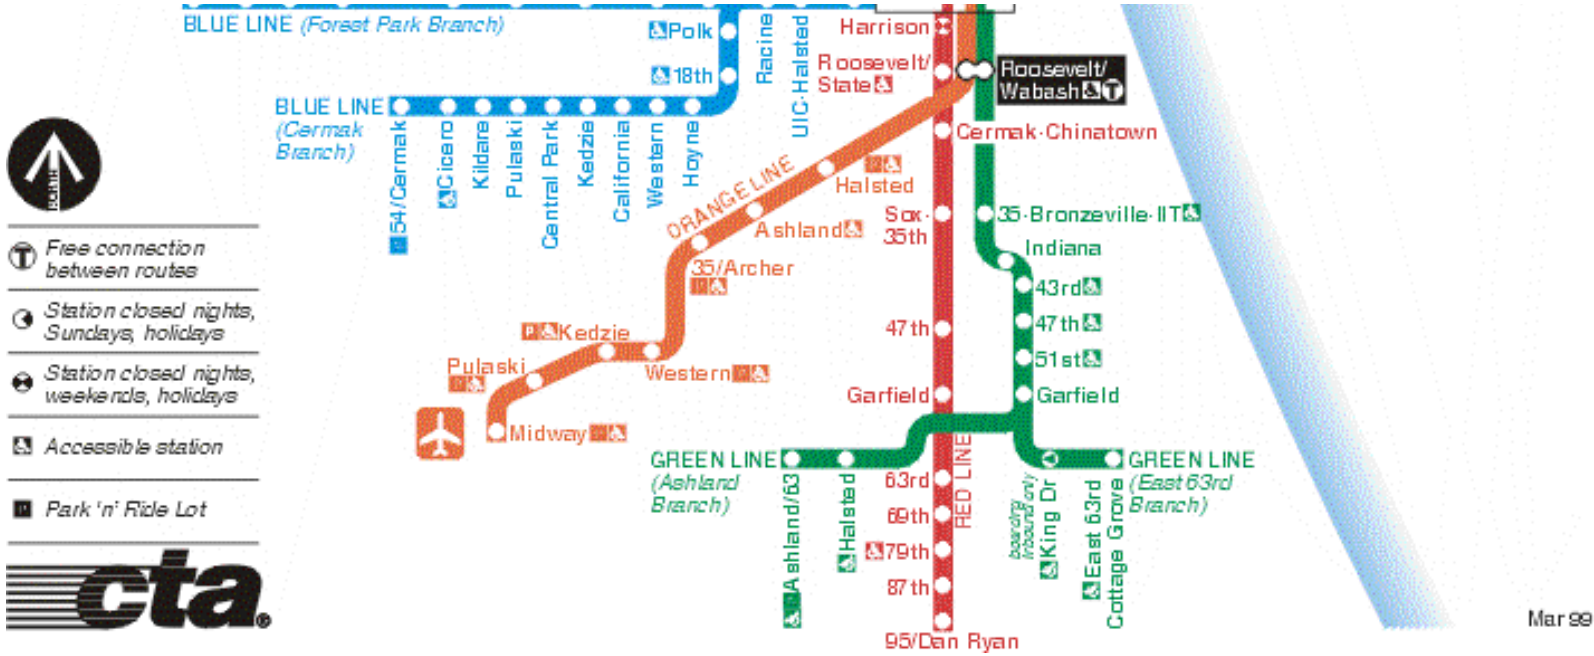 BLUE LINE (Forest Park Branch)
Polk
18th
Racine
UIC-Halsted
BLUE LINE
(Cermak
Branch)
54/Cermak
Cicero
Kildare
Pulaski
Central Park
Kedzie
California
Western
Hoyne
Harrison
Roosevelt/
State
Roosevelt/
Wabash T
Cermak-Chinatown
ORANGE LINE
Halsted
Ashland
35/Archer
P
Kedzie
Pulaski
Western
Midway
Sox-
35th
47th
Garfield
RED LINE
63rd
69th
79th
87th
95/Dan Ryan
35-Bronzeville-IIT
Indiana
43rd
47th
51st
Garfield
GREEN LINE
(Ashland
Branch)
Ashland/63
Halsted
boarding
inbound only
King Dr
East 63rd
Cottage Grove
GREEN LINE
(East 63rd
Branch)
NORTH
T Free connection
between routes
Station closed nights,
Sundays, holidays
Station closed nights,
weekends, holidays
Accessible station
P Park 'n' Ride Lot
cta®
Mar 99